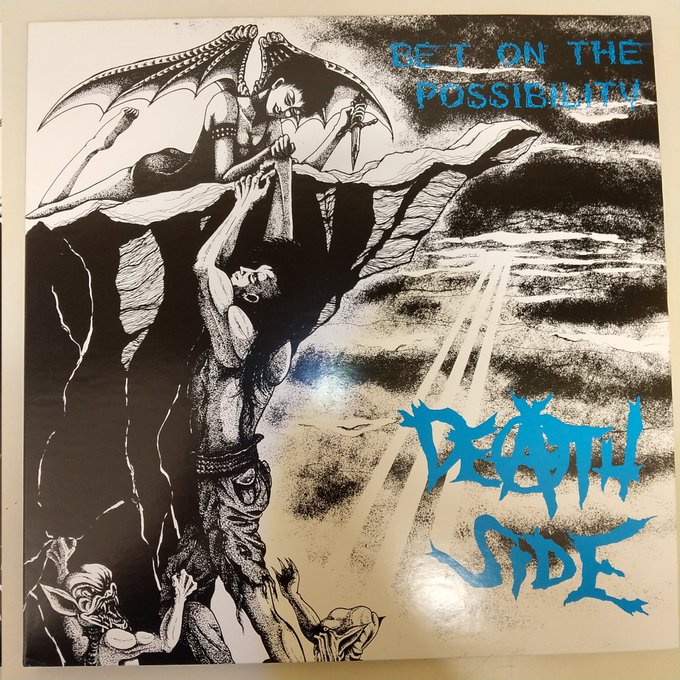 BET ON THE
POSSIBILITY
DEATH
SIDE